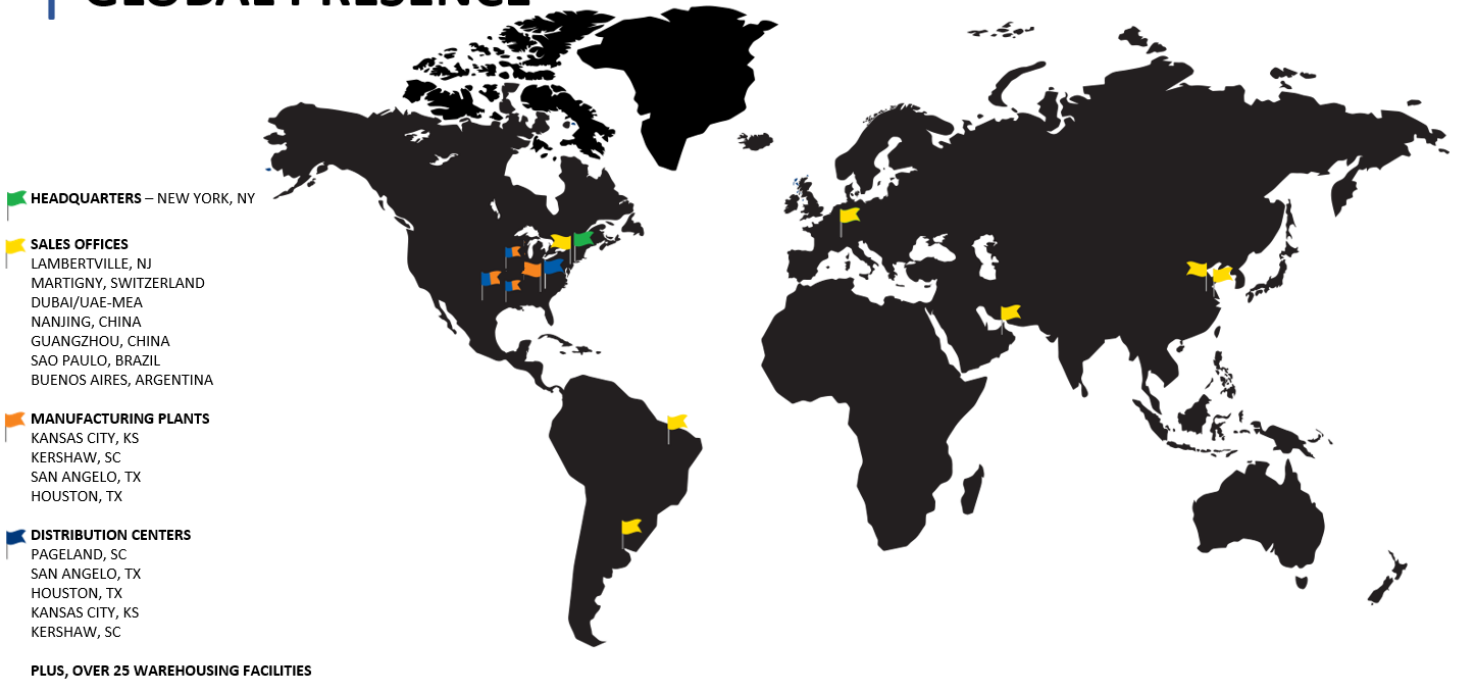 GLOBAL PRESENCE
HEADQUARTERS – NEW YORK, NY
SALES OFFICES
LAMBERTVILLE, NJ
MARTIGNY, SWITZERLAND
DUBAI/UAE-MEA
NANJING, CHINA
GUANGZHOU, CHINA
SAO PAULO, BRAZIL
BUENOS AIRES, ARGENTINA
MANUFACTURING PLANTS
KANSAS CITY, KS
KERSHAW, SC
SAN ANGELO, TX
HOUSTON, TX
DISTRIBUTION CENTERS
PAGELAND, SC
SAN ANGELO, TX
HOUSTON, TX
KANSAS CITY, KS
KERSHAW, SC
PLUS, OVER 25 WAREHOUSING FACILITIES